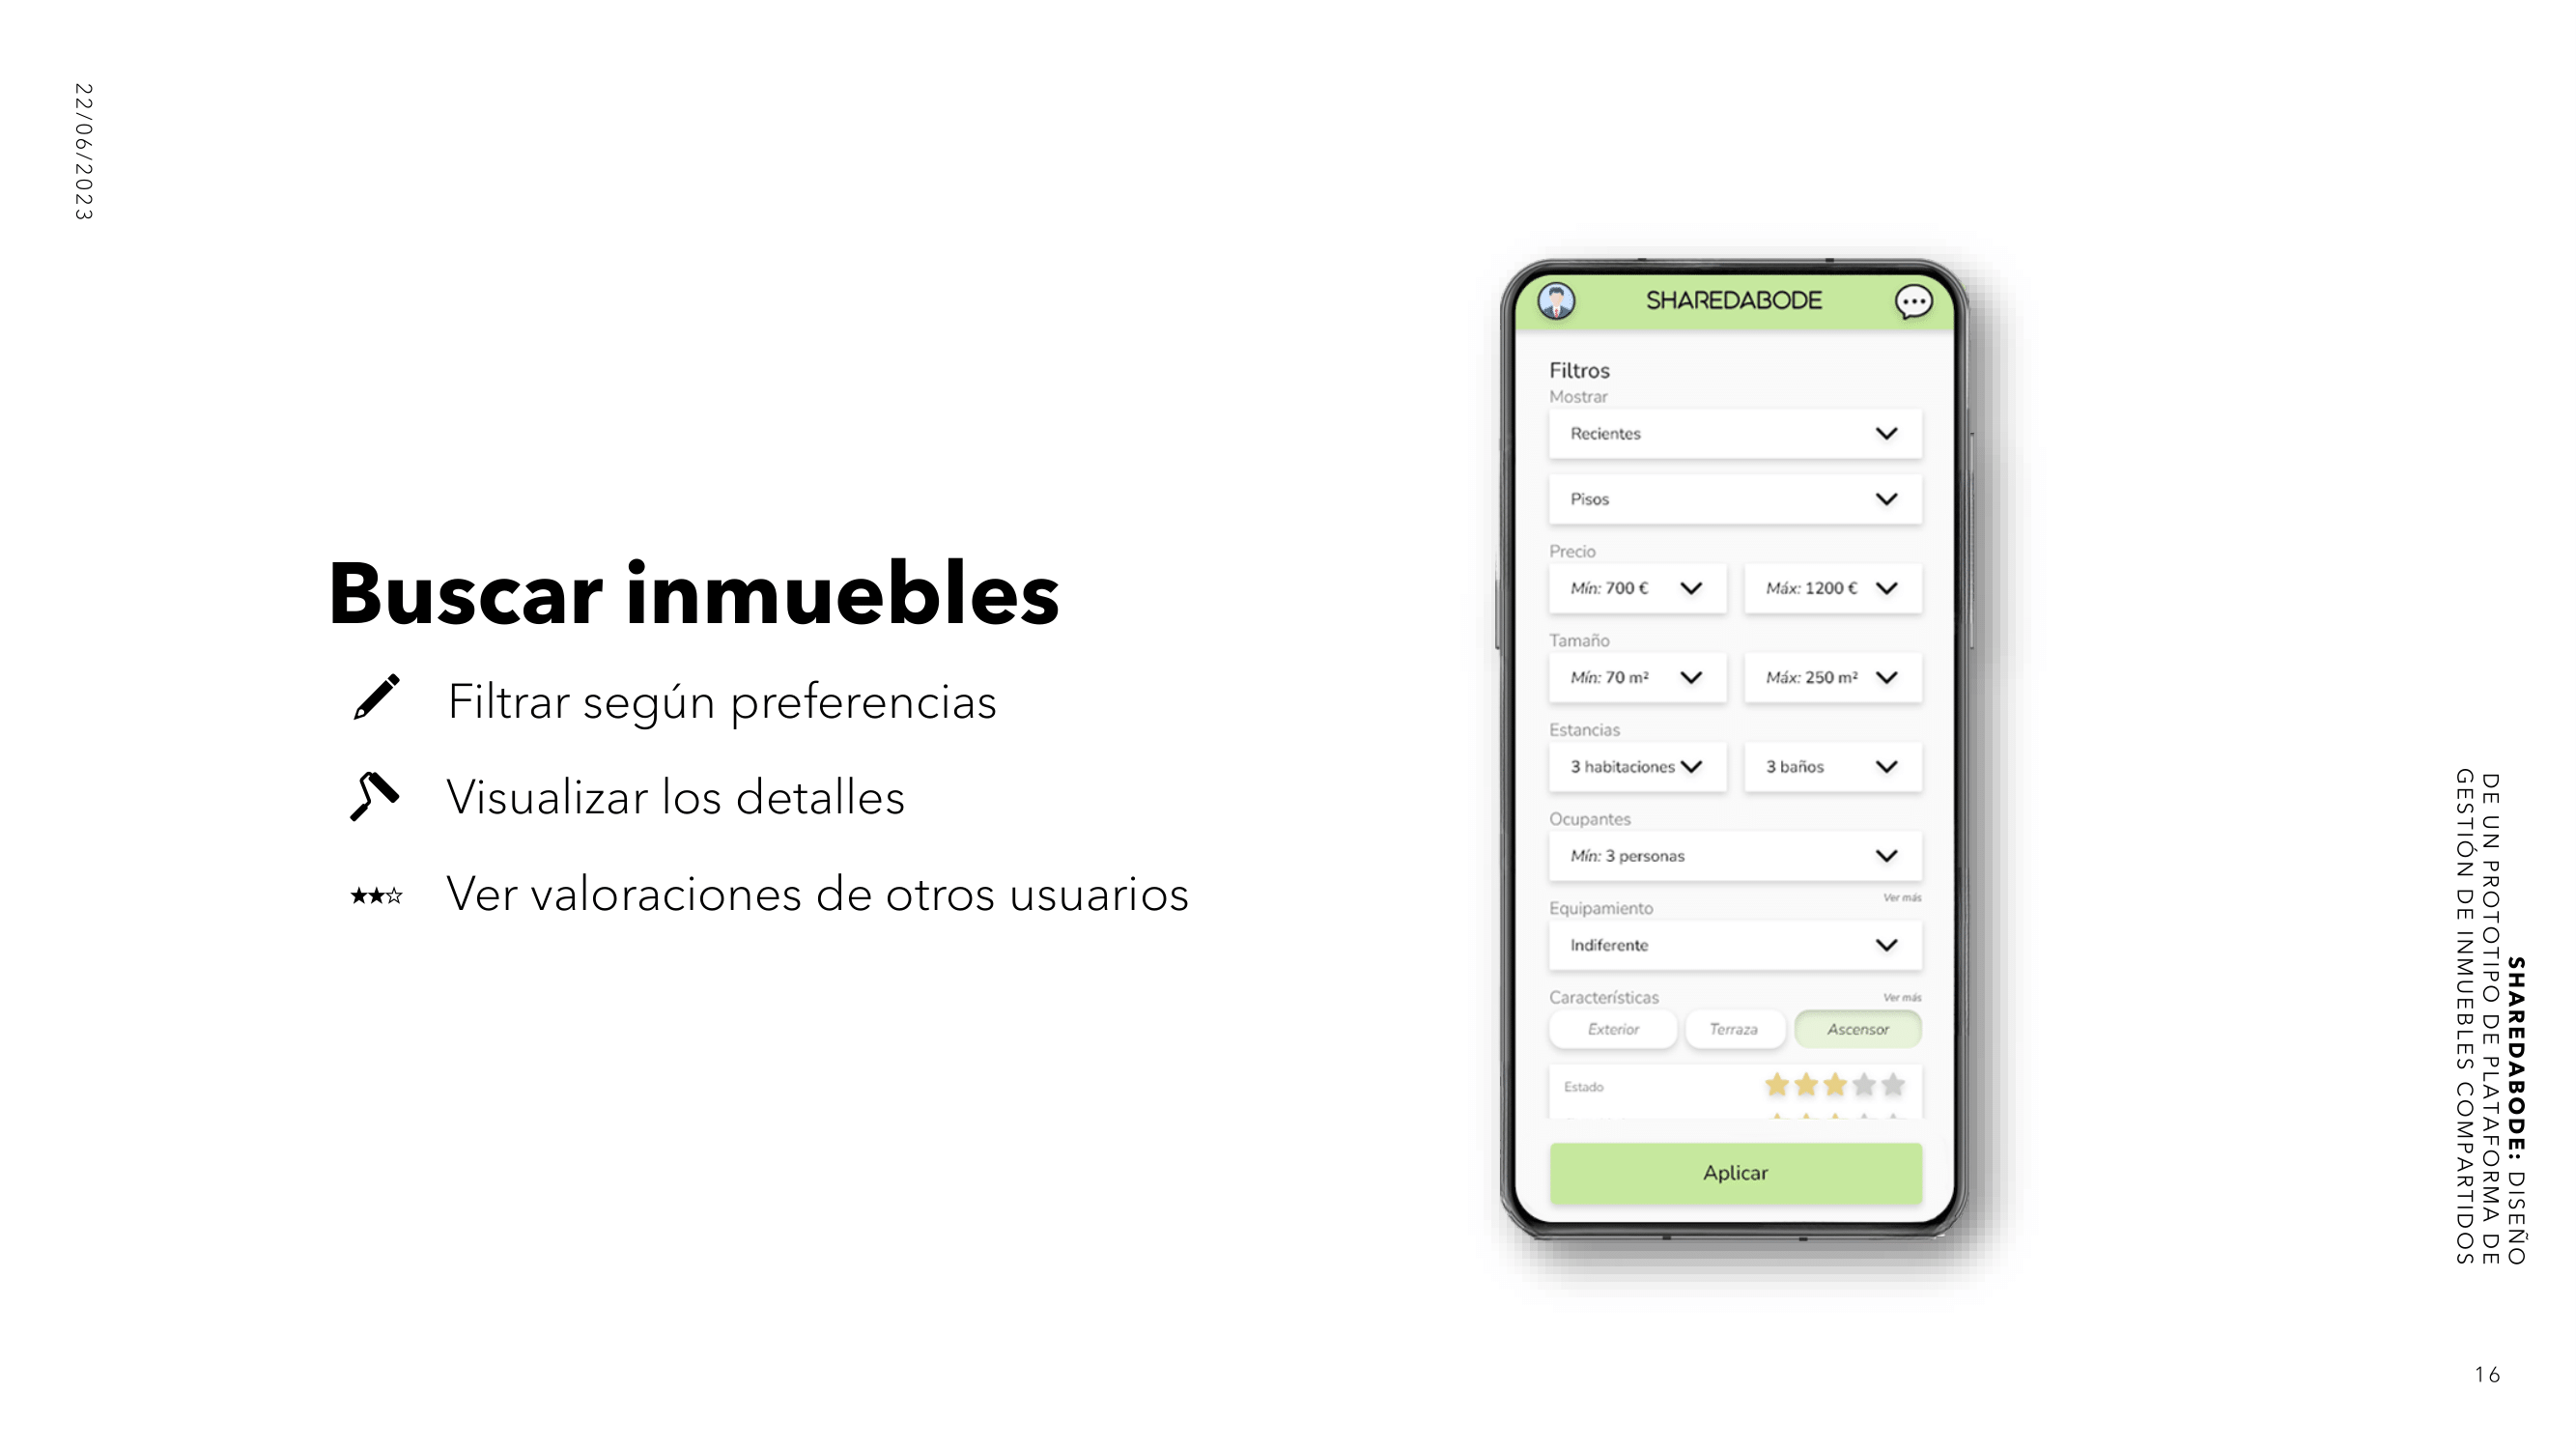 22/06/2023
Buscar inmuebles
Filtrar según preferencias
Visualizar los detalles
Ver valoraciones de otros usuarios
SHAREDABODE
Filtros
Mostrar
Recientes
Pisos
Precio
Mín: 700 €
Máx: 1200 €
Tamaño
Mín: 70 m²
Máx: 250 m²
Estancias
3 habitaciones
3 baños
Ocupantes
Mín: 3 personas
Ver más
Equipamiento
Indiferente
Características
Ver más
Exterior
Terraza
Ascensor
Estado
Aplicar
SHAREDABODE: DISEÑO
DE UN PROTOTIPO DE PLATAFORMA DE
GESTIÓN DE INMUEBLES COMPARTIDOS
16